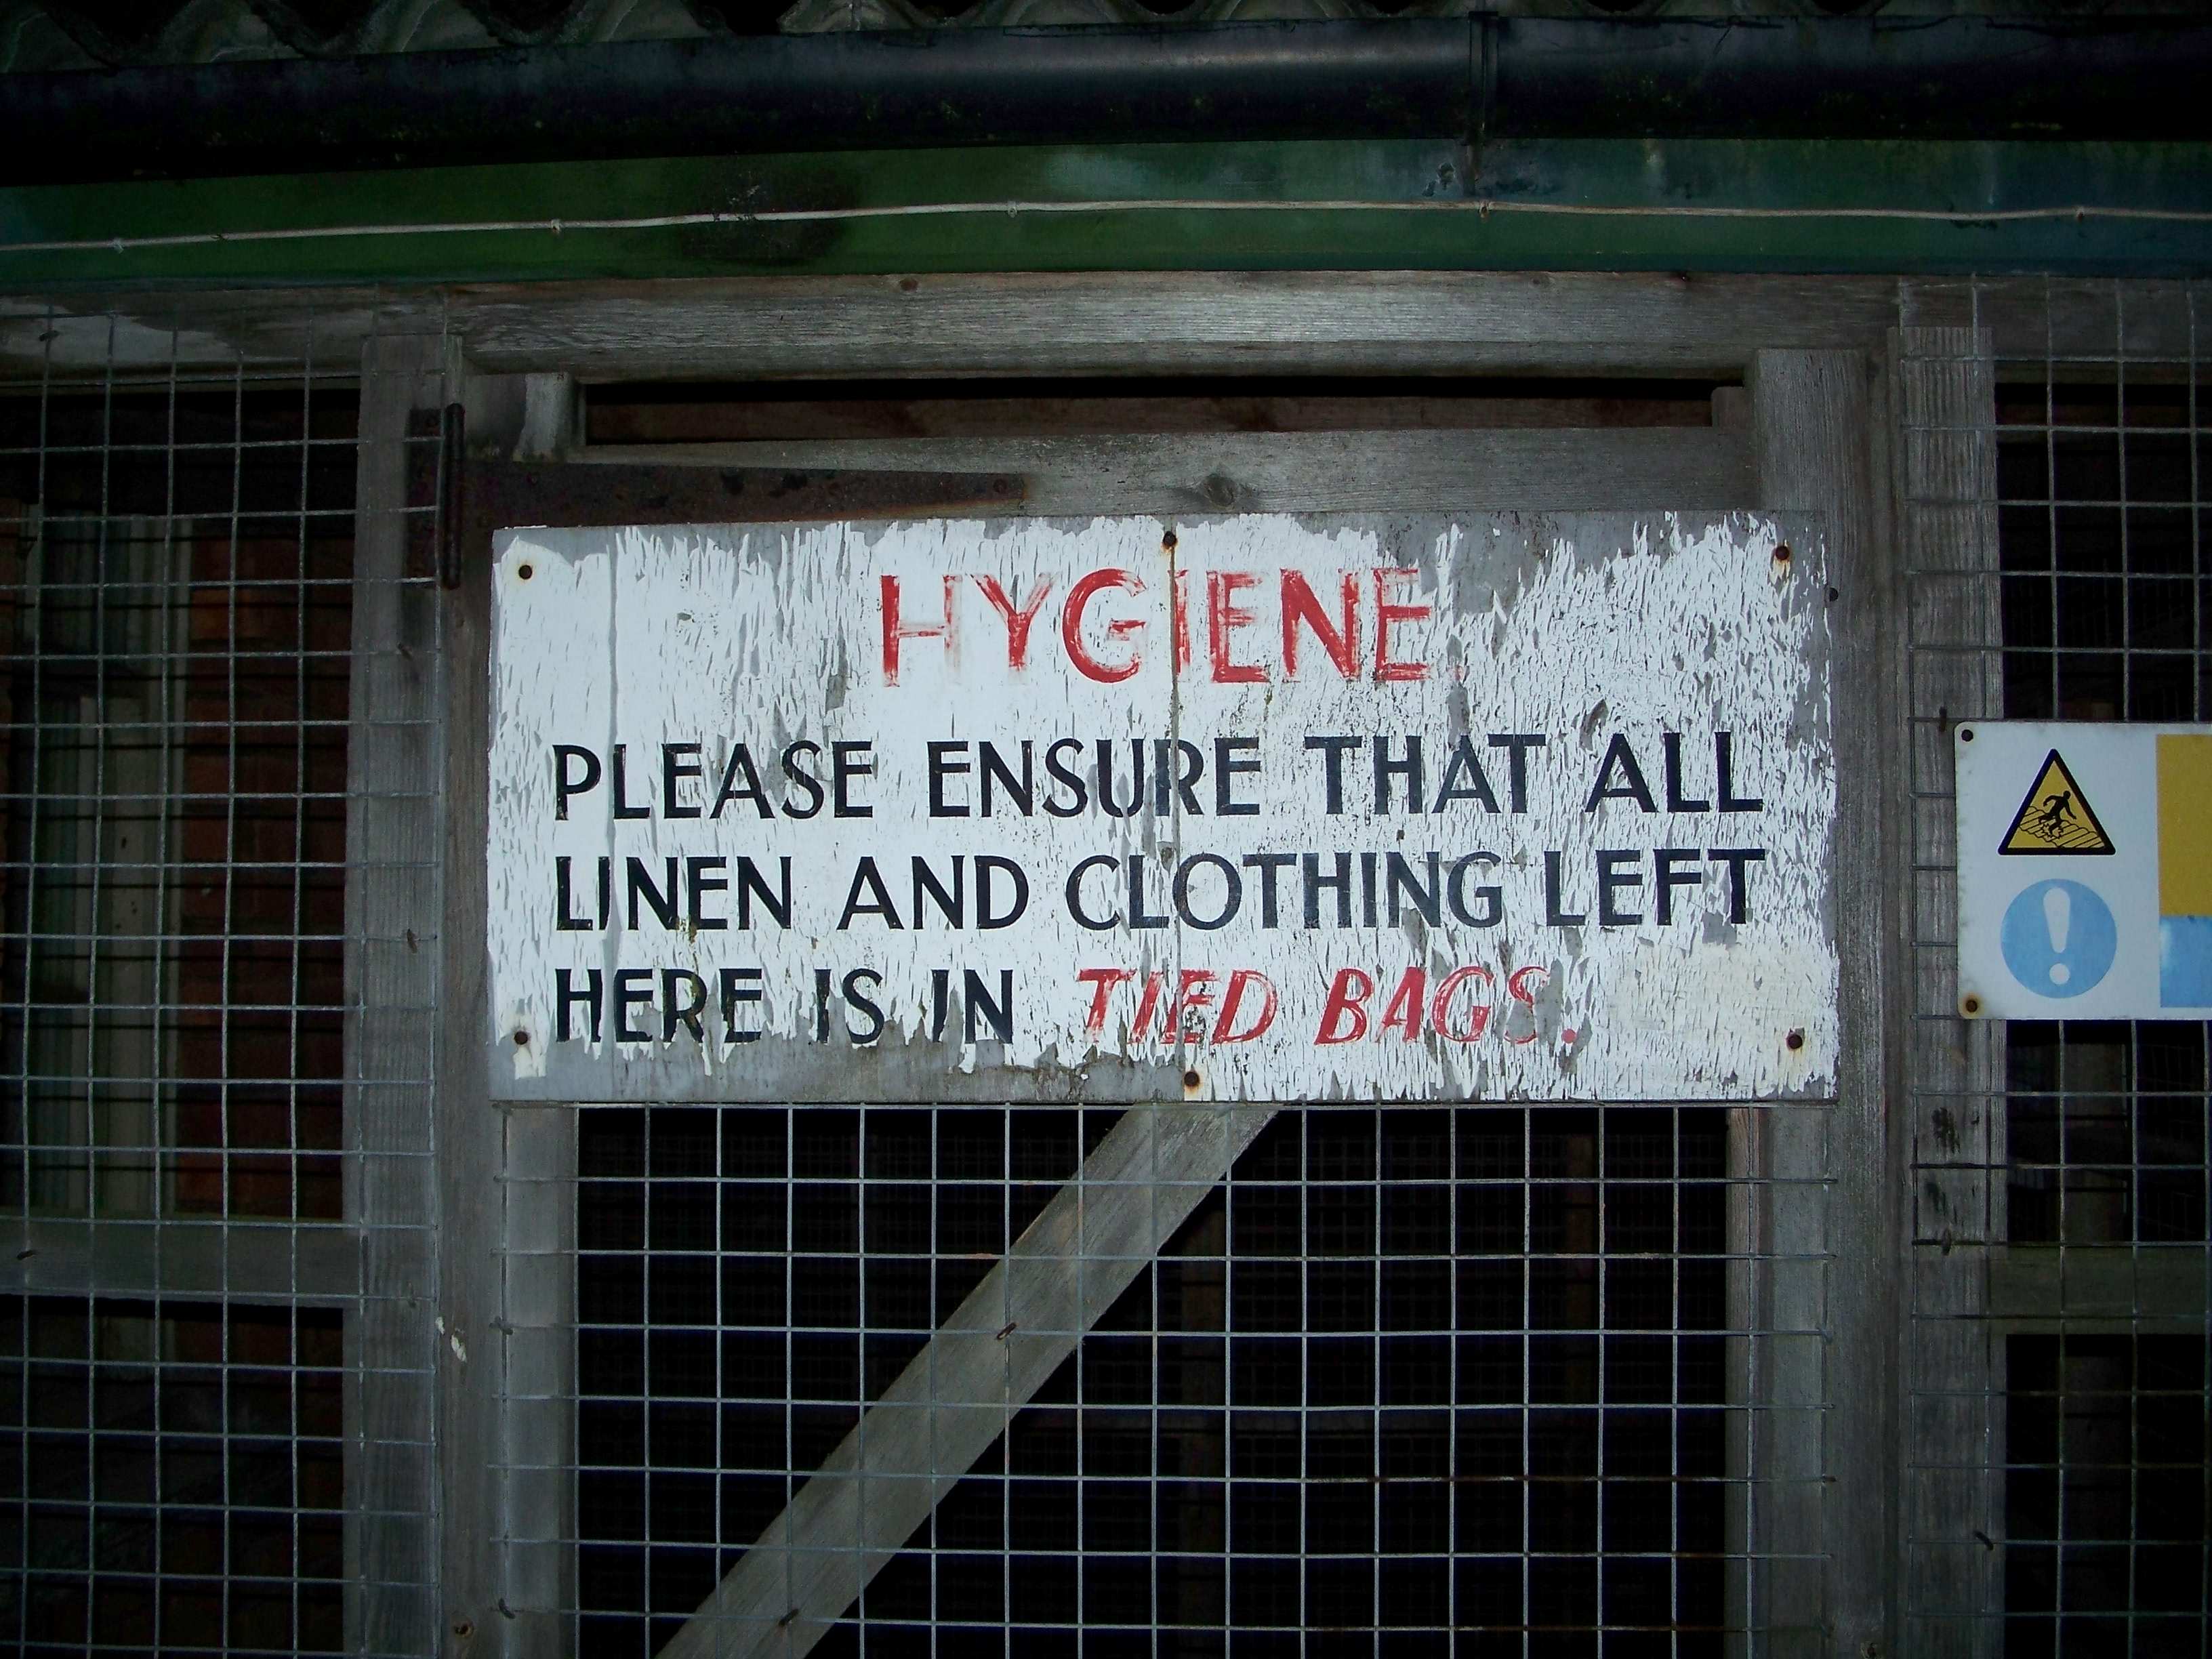 HYGIENE.
PLEASE ENSURE THAT ALL
LINEN AND CLOTHING LEFT
HERE IS IN TIED BAGS.
!